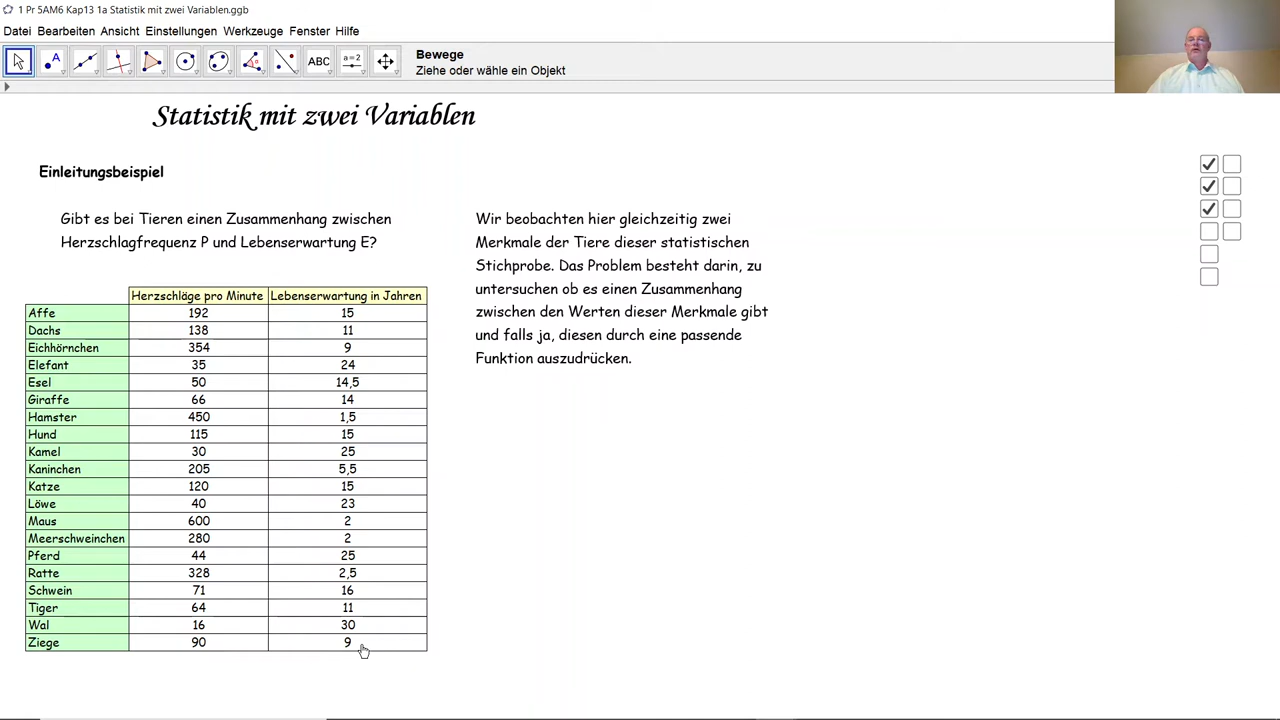 1 Pr 5AM6 Kap13 1a Statistik mit zwei Variablen.ggb
Datei Bearbeiten Ansicht Einstellungen Werkzeuge Fenster Hilfe
A ABC a=2 Bewege
Ziehe oder wähle ein Objekt
Statistik mit zwei Variablen
Einleitungsbeispiel
Gibt es bei Tieren einen Zusammenhang zwischen
Herzschlagfrequenz P und Lebenserwartung E?
Wir beobachten hier gleichzeitig zwei
Merkmale der Tiere dieser statistischen
Stichprobe. Das Problem besteht darin, zu
untersuchen ob es einen Zusammenhang
zwischen den Werten dieser Merkmale gibt
und falls ja, diesen durch eine passende
Funktion auszudrücken.
Herzschläge pro Minute Lebenserwartung in Jahren
Affe 192 15
Dachs 138 11
Eichhörnchen 354 9
Elefant 35 24
Esel 50 14,5
Giraffe 66 14
Hamster 450 1,5
Hund 115 15
Kamel 30 25
Kaninchen 205 5,5
Katze 120 15
Löwe 40 23
Maus 600 2
Meerschweinchen 280 2
Pferd 44 25
Ratte 328 2,5
Schwein 71 16
Tiger 64 11
Wal 16 30
Ziege 90 9